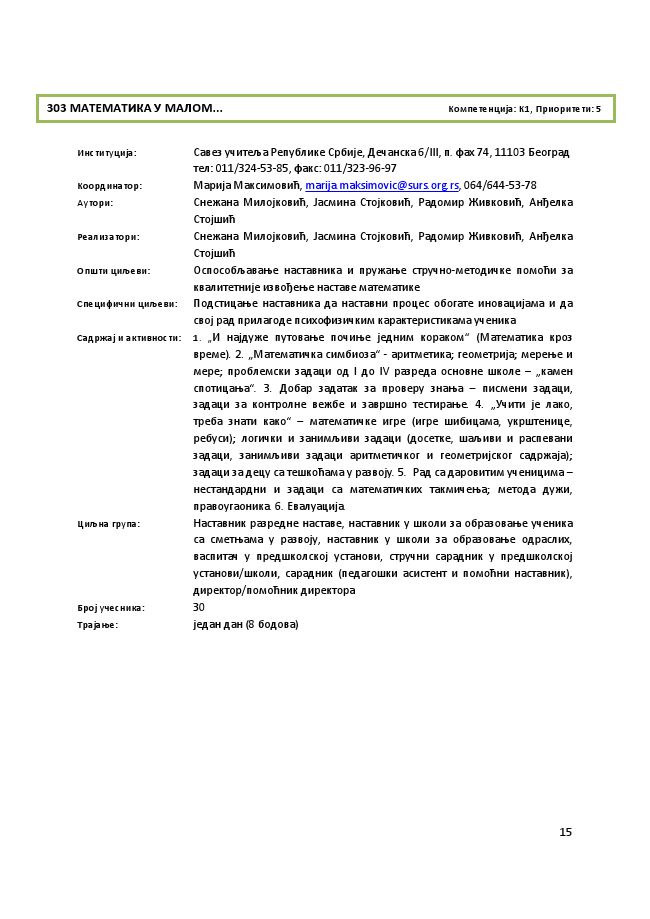 303 МАТЕМАТИКА У МАЛОМ... Компетенција: К1, Приоритети: 5
Институција: Савез учитеља Републике Србије, Дечанска 6/III, п. фах 74, 11103 Београд
тел: 011/324-53-85, факс: 011/323-96-97
Координатор: Марија Максимовић, marija.maksimovic@surs.org.rs, 064/644-53-78
Аутори: Снежана Милојковић, Јасмина Стојковић, Радомир Живковић, Анђелка
Стојшић
Реализатори: Снежана Милојковић, Јасмина Стојковић, Радомир Живковић, Анђелка
Стојшић
Општи циљеви: Оспособљавање наставника и пружање стручно-методичке помоћи за
квалитетније извођење наставе математике
Специфични циљеви: Подстицање наставника да наставни процес обогате иновацијама и да
свој рад прилагоде психофизичким карактеристикама ученика
Садржај и активности: 1. „И најдуже путовање почиње једним кораком“ (Математика кроз
време). 2. „Математичка симбиоза“ - аритметика; геометрија; мерење и
мере; проблемски задаци од I до IV разреда основне школе – „камен
спотицања“. 3. Добар задатак за проверу знања – писмени задаци,
задаци за контролне вежбе и завршно тестирање. 4. „Учити је лако,
треба знати како“ – математичке игре (игре шибицама, укрштенице,
ребуси); логички и занимљиви задаци (досетке, шаљиви и распевани
задаци, занимљиви задаци аритметичког и геометријског садржаја);
задаци за децу са тешкоћама у развоју. 5. Рад са даровитим ученицима –
нестандардни и задаци са математичких такмичења; метода дужи,
правоугаоника. 6. Евалуација.
Циљна група: Наставник разредне наставе, наставник у школи за образовање ученика
са сметњама у развоју, наставник у школи за образовање одраслих,
васпитач у предшколској установи, стручни сарадник у предшколској
установи/школи, сарадник (педагошки асистент и помоћни наставник),
директор/помоћник директора
Број учесника: 30
Трајање: један дан (8 бодова)
15